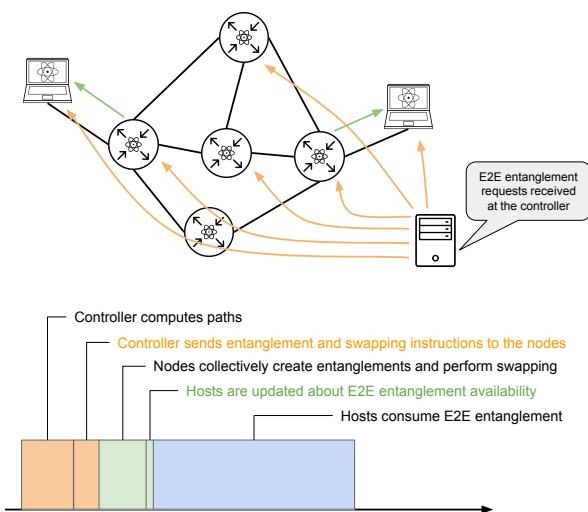 E2E entanglement
requests received
at the controller
Controller computes paths
Controller sends entanglement and swapping instructions to the nodes
Nodes collectively create entanglements and perform swapping
Hosts are updated about E2E entanglement availability
Hosts consume E2E entanglement